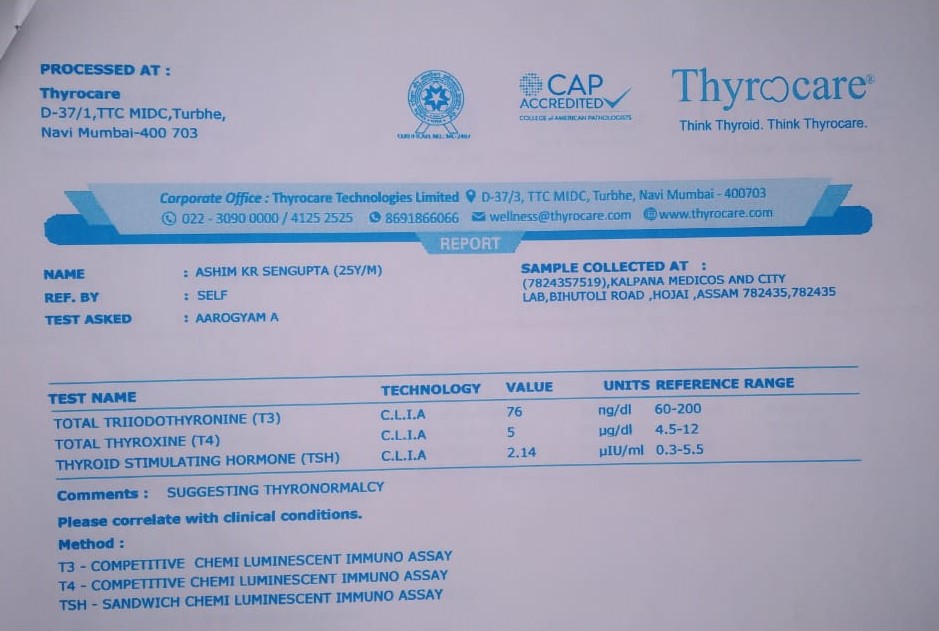 PROCESSED AT :
Thyrocare
D-37/1,TTC MIDC,Turbhe,
Navi Mumbai-400 703
CAP
ACCREDITED
COLLEGE of AMERICAN PATHOLOGISTS
Thyrocare®
Think Thyroid. Think Thyrocare.
Corporate Office : Thyrocare Technologies Limited D-37/3, TTC MIDC, Turbhe, Navi Mumbai - 400703
022 - 3090 0000 / 4125 2525 8691866066 wellness@thyrocare.com www.thyrocare.com
REPORT
NAME : ASHIM KR SENGUPTA (25Y/M)
REF. BY : SELF
TEST ASKED : AAROGYAM A
SAMPLE COLLECTED AT :
(7824357519),KALPANA MEDICOS AND CITY
LAB,BIHUTOLI ROAD ,HOJAI ,ASSAM 782435,782435
TEST NAME TECHNOLOGY VALUE UNITS REFERENCE RANGE
TOTAL TRIIODOTHYRONINE (T3) C.L.I.A 76 ng/dl 60-200
TOTAL THYROXINE (T4) C.L.I.A 5 µg/dl 4.5-12
THYROID STIMULATING HORMONE (TSH) C.L.I.A 2.14 µIU/ml 0.3-5.5
Comments : SUGGESTING THYRONORMALCY
Please correlate with clinical conditions.
Method :
T3 - COMPETITIVE CHEMI LUMINESCENT IMMUNO ASSAY
T4 - COMPETITIVE CHEMI LUMINESCENT IMMUNO ASSAY
TSH - SANDWICH CHEMI LUMINESCENT IMMUNO ASSAY